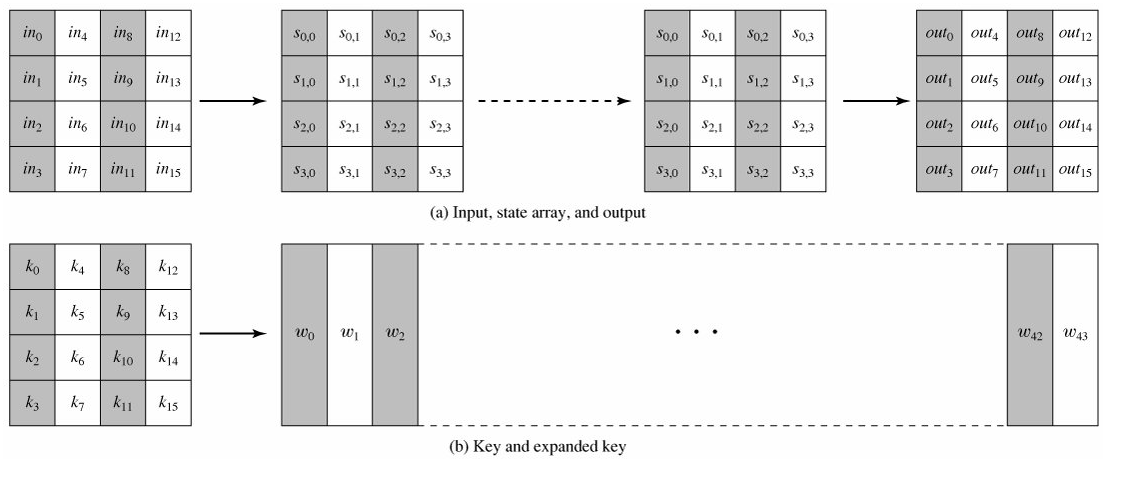 in₀ in₄ in₈ in₁₂ s₀,₀ s₀,₁ s₀,₂ s₀,₃ s₀,₀ s₀,₁ s₀,₂ s₀,₃ out₀ out₄ out₈ out₁₂
in₁ in₅ in₉ in₁₃ s₁,₀ s₁,₁ s₁,₂ s₁,₃ s₁,₀ s₁,₁ s₁,₂ s₁,₃ out₁ out₅ out₉ out₁₃
in₂ in₆ in₁₀ in₁₄ s₂,₀ s₂,₁ s₂,₂ s₂,₃ s₂,₀ s₂,₁ s₂,₂ s₂,₃ out₂ out₆ out₁₀ out₁₄
in₃ in₇ in₁₁ in₁₅ s₃,₀ s₃,₁ s₃,₂ s₃,₃ s₃,₀ s₃,₁ s₃,₂ s₃,₃ out₃ out₇ out₁₁ out₁₅
(a) Input, state array, and output
k₀ k₄ k₈ k₁₂
k₁ k₅ k₉ k₁₃
w₀ w₁ w₂ • • • w₄₂ w₄₃
k₂ k₆ k₁₀ k₁₄
k₃ k₇ k₁₁ k₁₅
(b) Key and expanded key